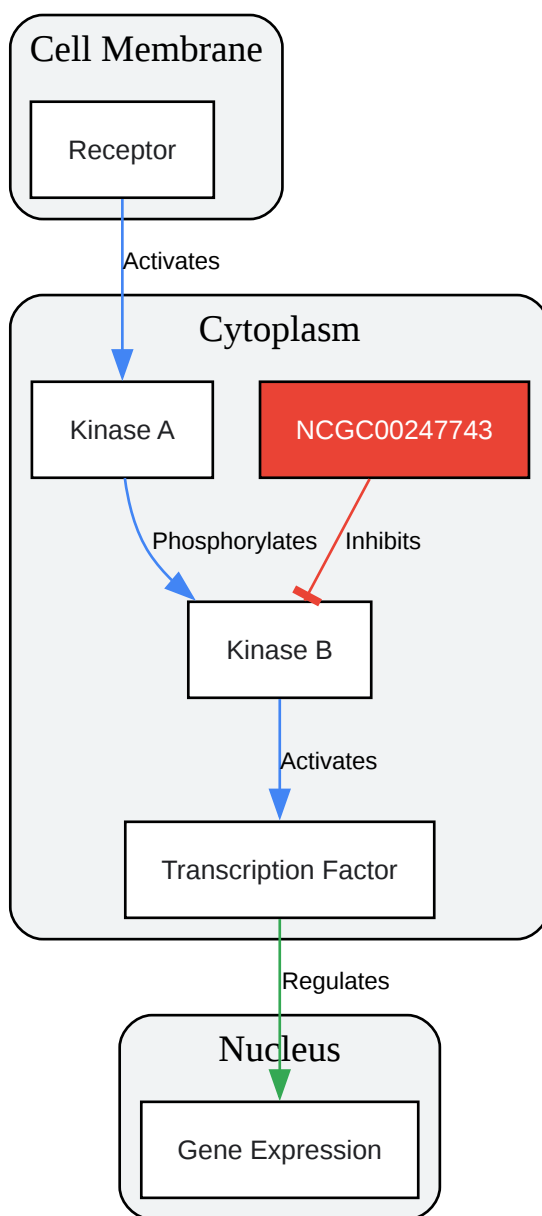 Cell Membrane
Receptor
Activates
Cytoplasm
Kinase A
NCGC00247743
Phosphorylates
Inhibits
Kinase B
Activates
Transcription Factor
Regulates
Nucleus
Gene Expression